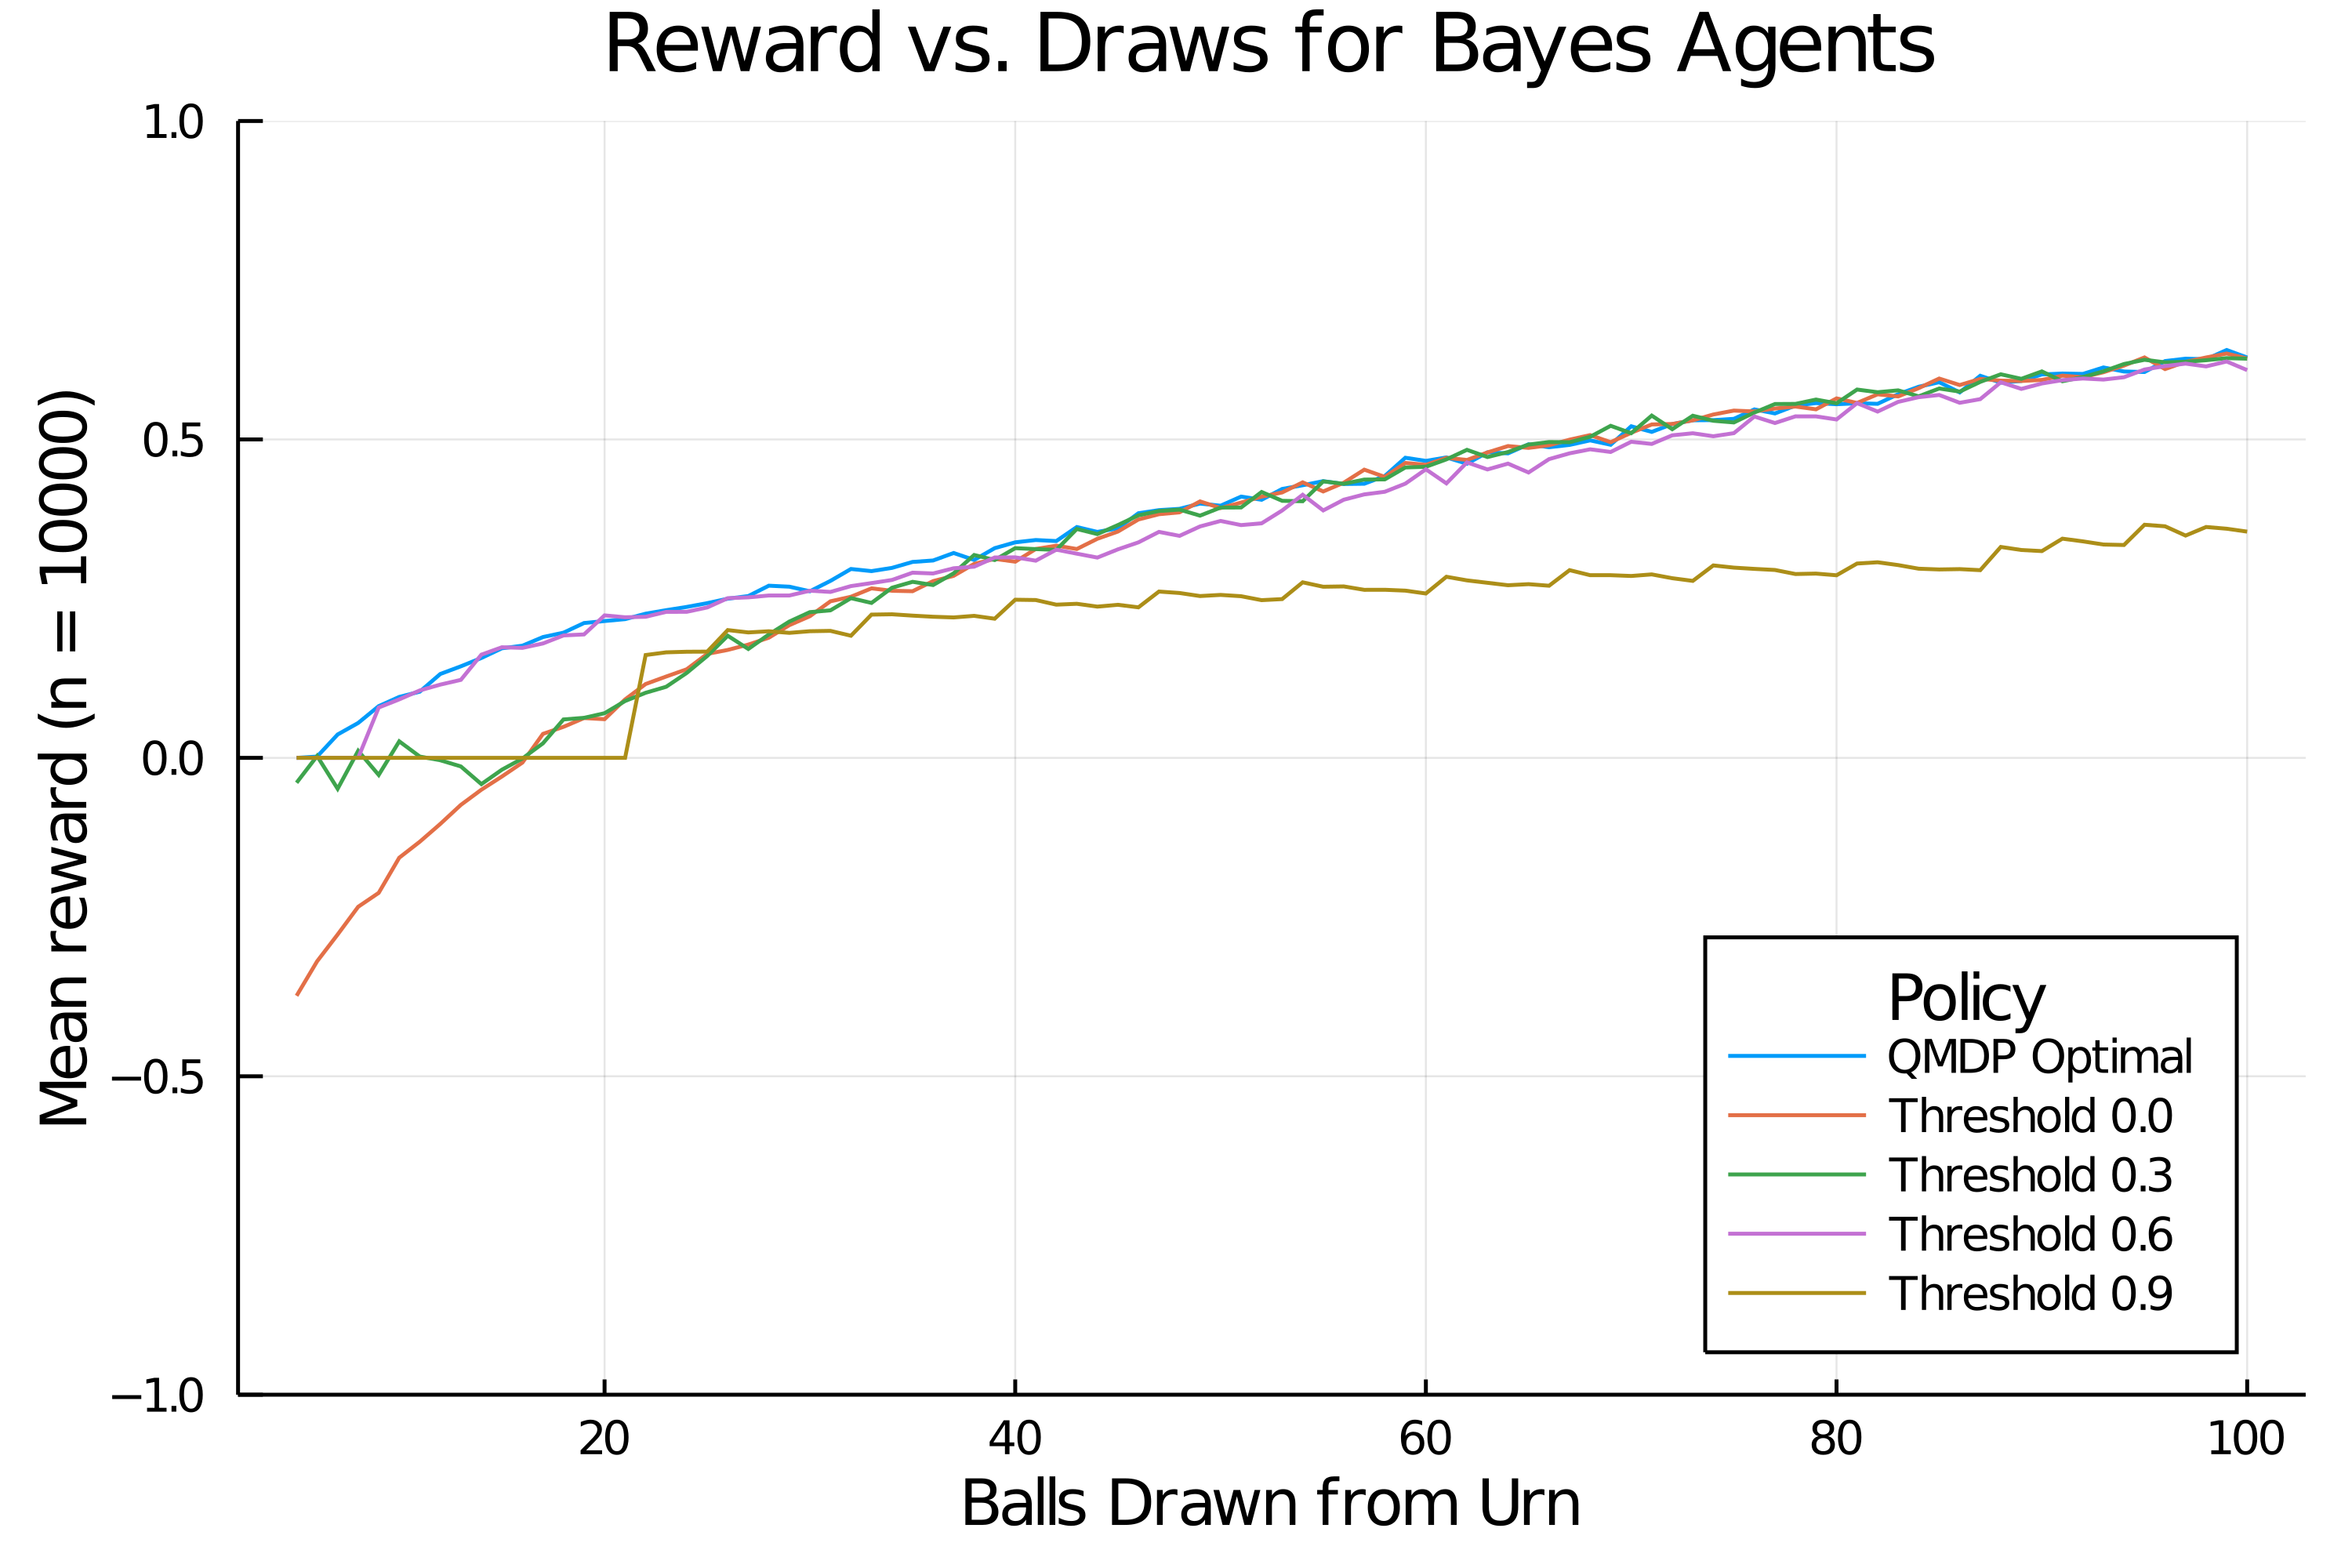 Reward vs. Draws for Bayes Agents
Mean reward (n = 10000)
1.0
0.5
0.0
−0.5
−1.0
20
40
60
80
100
Balls Drawn from Urn
Policy
QMDP Optimal
Threshold 0.0
Threshold 0.3
Threshold 0.6
Threshold 0.9